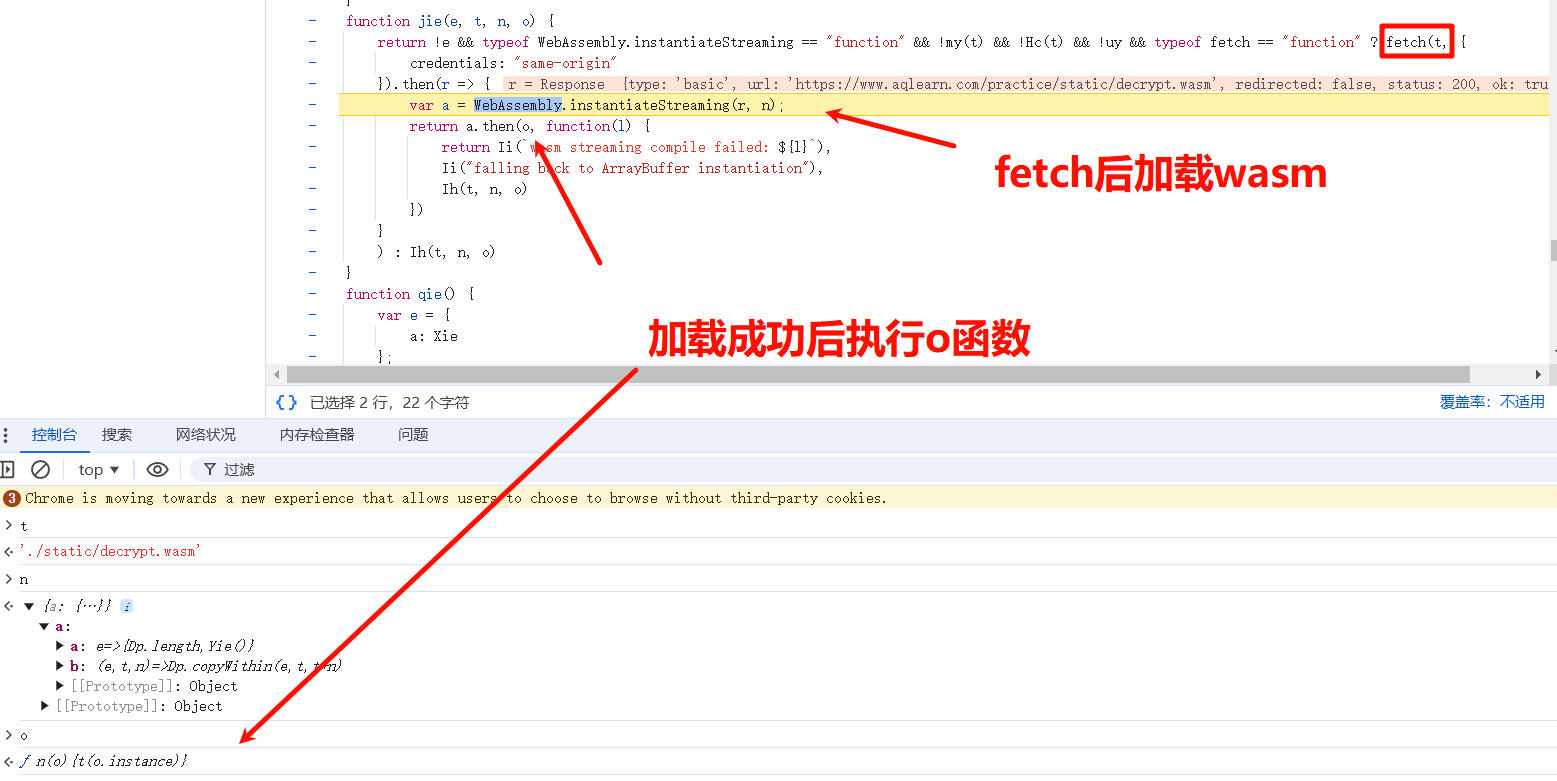 function jie(e, t, n, o) {
return !e && typeof WebAssembly.instantiateStreaming == "function" && !my(t) && !Hc(t) && !uy && typeof fetch == "function" ? fetch(t, {
credentials: "same-origin"
}).then(r => { r = Response {type: 'basic', url: 'https://www.aqlearn.com/practice/static/decrypt.wasm', redirected: false, status: 200, ok: tru
var a = WebAssembly.instantiateStreaming(r, n);
return a.then(o, function(l) {
return Ii(`wasm streaming compile failed: ${l}`),
Ii("falling back to ArrayBuffer instantiation"),
Ih(t, n, o)
})
}
) : Ih(t, n, o)
}
function qie() {
var e = {
a: Xie
};
fetch后加载wasm
加载成功后执行o函数
{} 已选择 2 行，22 个字符
覆盖率：不适用
控制台 搜索 网络状况 内存检查器 问题
top ▼ 过滤
3 Chrome is moving towards a new experience that allows users to choose to browse without third-party cookies.
> t
'./static/decrypt.wasm'
> n
▼ {a: {…}} i
▼ a:
▶ a: e=>{Dp.length,Yie()}
▶ b: (e,t,n)=>Dp.copyWithin(e,t,t+n)
▶ [[Prototype]]: Object
▶ [[Prototype]]: Object
> o
ƒ n(o){t(o.instance)}